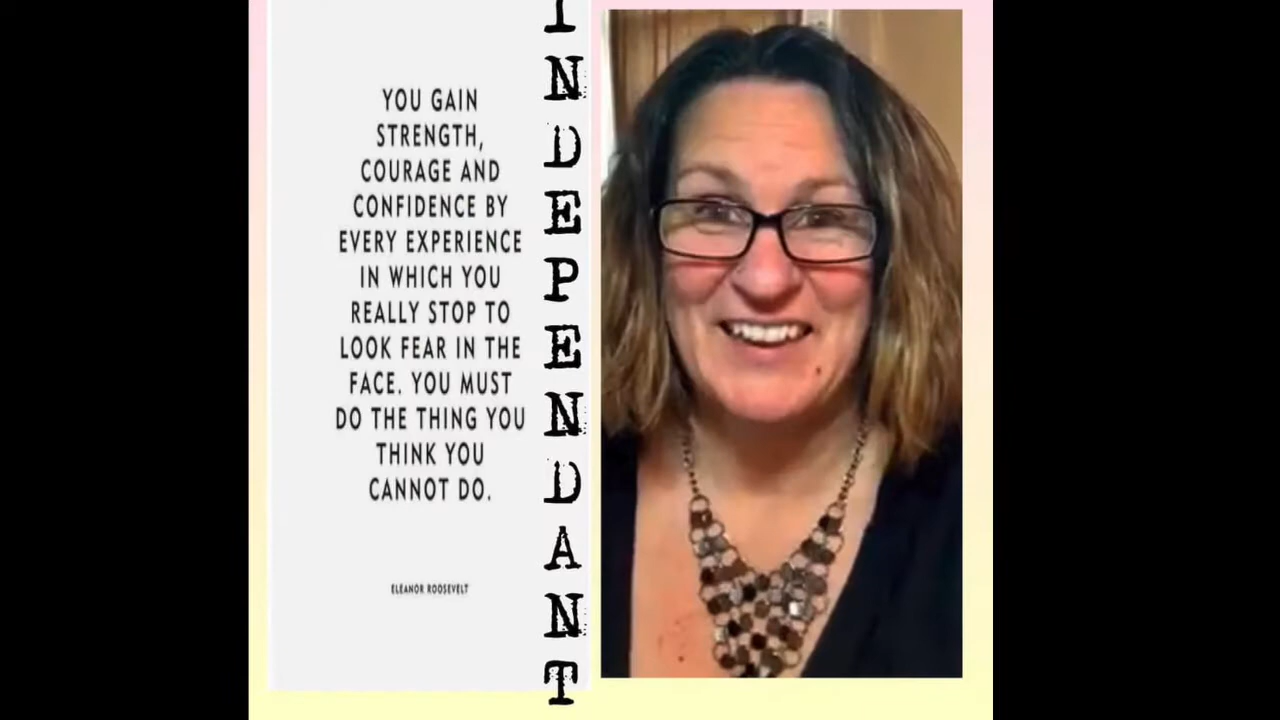 YOU GAIN
STRENGTH,
COURAGE AND
CONFIDENCE BY
EVERY EXPERIENCE
IN WHICH YOU
REALLY STOP TO
LOOK FEAR IN THE
FACE. YOU MUST
DO THE THING YOU
THINK YOU
CANNOT DO.
ELEANOR ROOSEVELT
INDEPENDANT